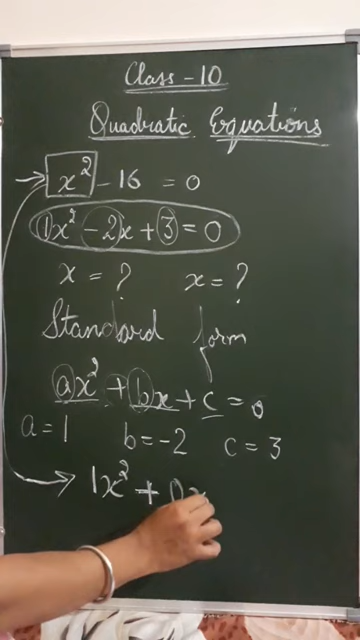 Class - 10
Quadratic Equations
→ x² - 16 = 0
1x² - 2x + 3 = 0
x = ? x = ?
Standard form
ax² + bx + c = 0
a = 1 b = -2 c = 3
→ 1x² + 0